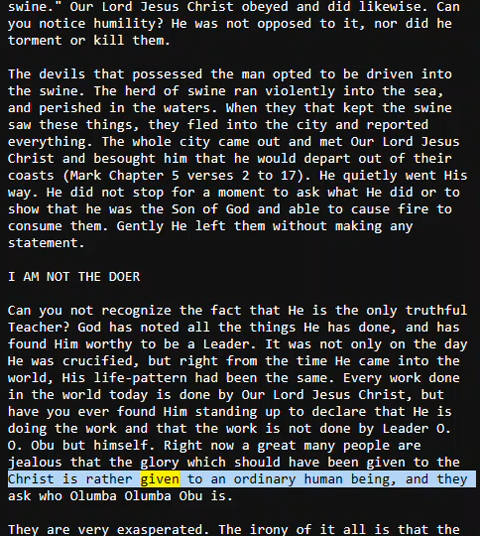 swine." Our Lord Jesus Christ obeyed and did likewise. Can
you notice humility? He was not opposed to it, nor did he
torment or kill them.
The devils that possessed the man opted to be driven into
the swine. The herd of swine ran violently into the sea,
and perished in the waters. When they that kept the swine
saw these things, they fled into the city and reported
everything. The whole city came out and met Our Lord Jesus
Christ and besought him that he would depart out of their
coasts (Mark Chapter 5 verses 2 to 17). He quietly went His
way. He did not stop for a moment to ask what He did or to
show that he was the Son of God and able to cause fire to
consume them. Gently He left them without making any
statement.
I AM NOT THE DOER
Can you not recognize the fact that He is the only truthful
Teacher? God has noted all the things He has done, and has
found Him worthy to be a Leader. It was not only on the day
He was crucified, but right from the time He came into the
world, His life-pattern had been the same. Every work done
in the world today is done by Our Lord Jesus Christ, but
have you ever found Him standing up to declare that He is
doing the work and that the work is not done by Leader O.
O. Obu but himself. Right now a great many people are
jealous that the glory which should have been given to the
Christ is rather given to an ordinary human being, and they
ask who Olumba Olumba Obu is.
They are very exasperated. The irony of it all is that the